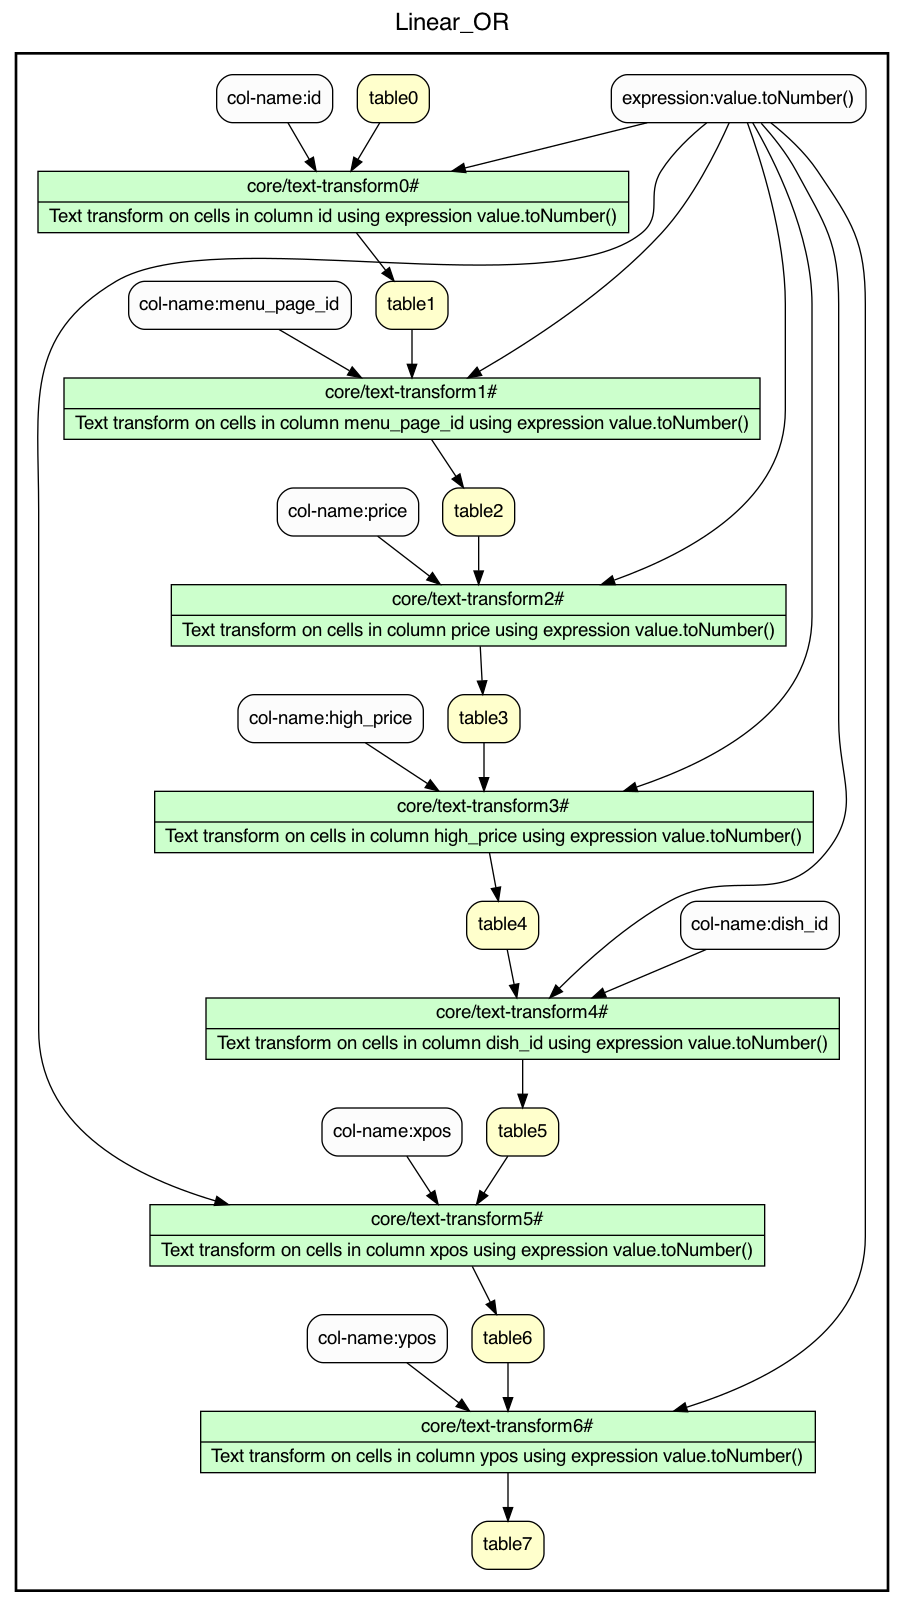 Linear_OR
col-name:id
table0
expression:value.toNumber()
core/text-transform0#
Text transform on cells in column id using expression value.toNumber()
col-name:menu_page_id
table1
core/text-transform1#
Text transform on cells in column menu_page_id using expression value.toNumber()
col-name:price
table2
core/text-transform2#
Text transform on cells in column price using expression value.toNumber()
col-name:high_price
table3
core/text-transform3#
Text transform on cells in column high_price using expression value.toNumber()
table4
col-name:dish_id
core/text-transform4#
Text transform on cells in column dish_id using expression value.toNumber()
col-name:xpos
table5
core/text-transform5#
Text transform on cells in column xpos using expression value.toNumber()
col-name:ypos
table6
core/text-transform6#
Text transform on cells in column ypos using expression value.toNumber()
table7